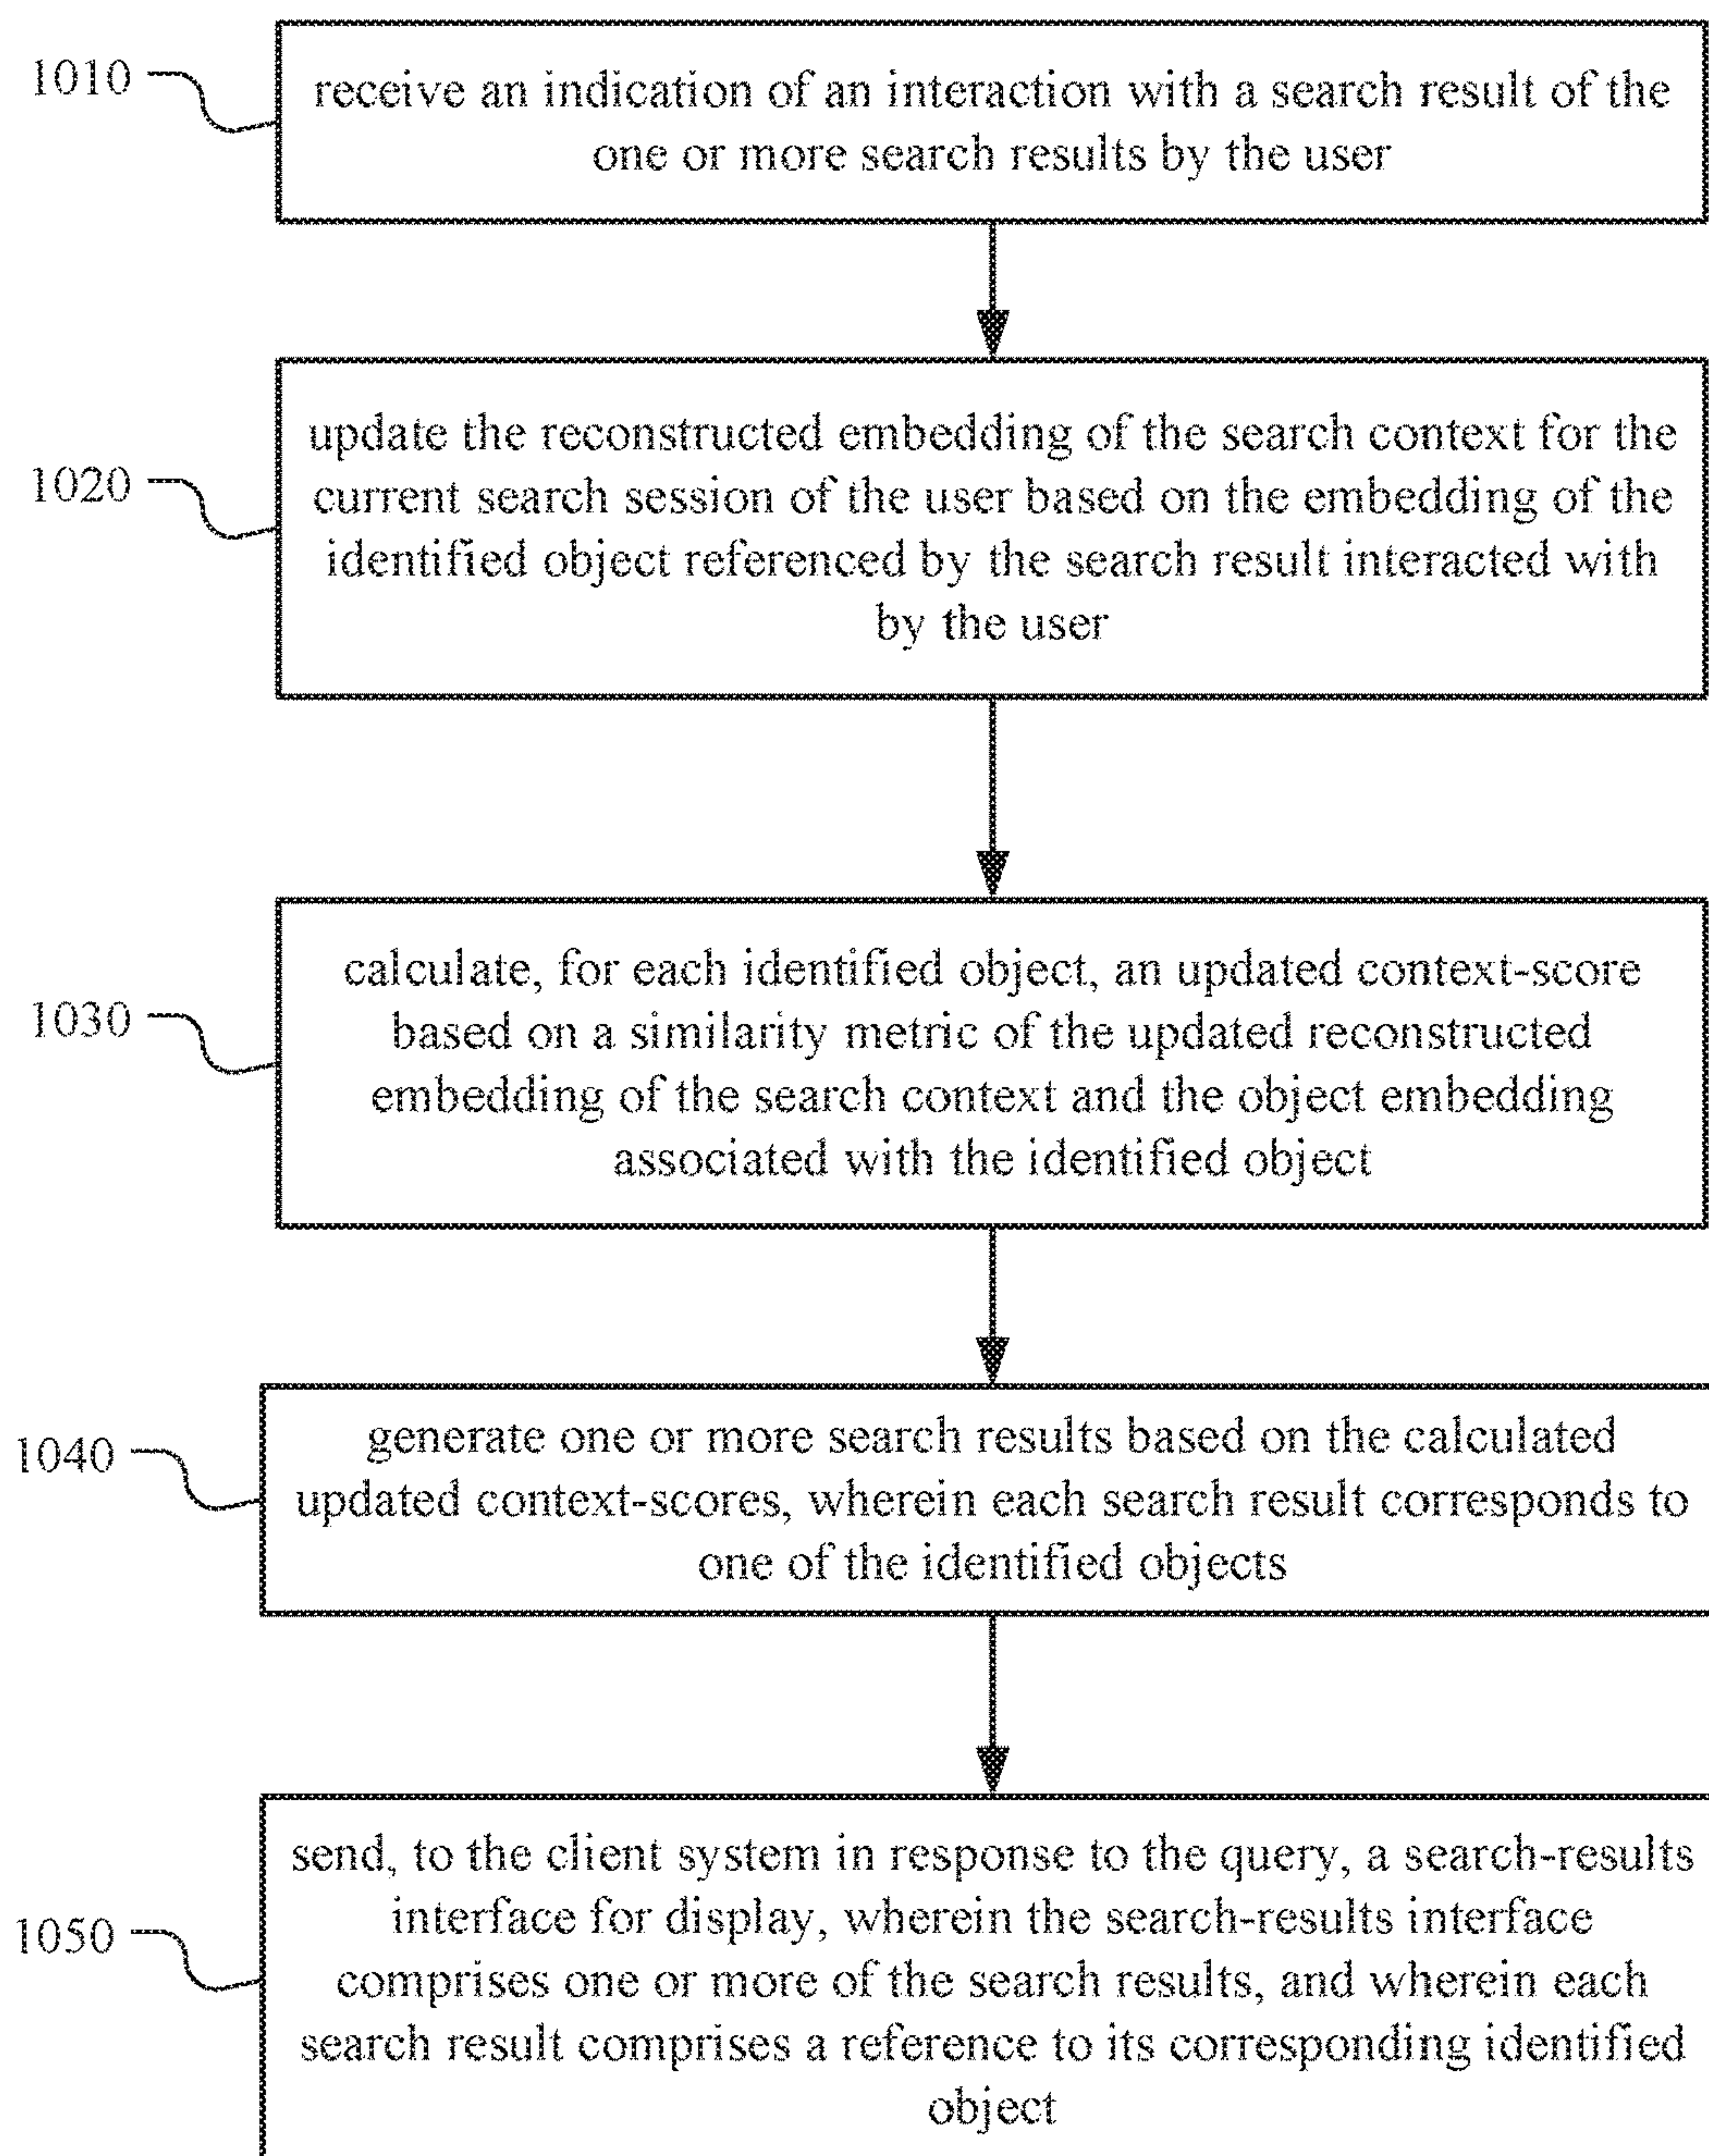 1010
receive an indication of an interaction with a search result of the
one or more search results by the user
1020
update the reconstructed embedding of the search context for the
current search session of the user based on the embedding of the
identified object referenced by the search result interacted with
by the user
1030
calculate, for each identified object, an updated context-score
based on a similarity metric of the updated reconstructed
embedding of the search context and the object embedding
associated with the identified object
1040
generate one or more search results based on the calculated
updated context-scores, wherein each search result corresponds to
one of the identified objects
1050
send, to the client system in response to the query, a search-results
interface for display, wherein the search-results interface
comprises one or more of the search results, and wherein each
search result comprises a reference to its corresponding identified
object